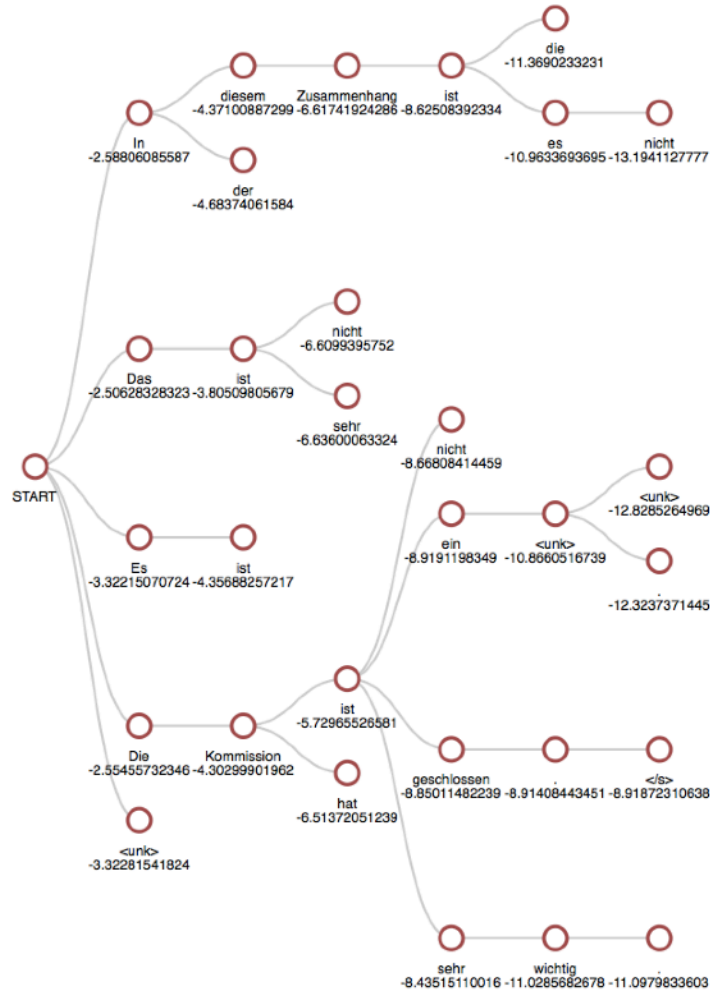 die
-11.3690233231
diesem Zusammenhang ist
-4.37100887299 -6.61741924286 -8.62508392334
In es nicht
-2.58806085587 -10.9633693695 -13.1941127777
der
-4.68374061584
nicht
-6.6099395752
Das ist
-2.50628328323 -3.80509805679
sehr
-6.63600063324
nicht
-8.66808414459
START
<unk>
-12.8285264969
ein <unk>
-8.9191198349 -10.8660516739
Es ist
-3.32215070724 -4.35688257217
.
-12.3237371445
ist
-5.72965526581
Die Kommission
-2.55455732346 -4.30299901962
geschlossen . </s>
-8.85011482239 -8.91408443451 -8.91872310638
hat
-6.51372051239
<unk>
-3.32281541824
sehr wichtig .
-8.43515110016 -11.0285682678 -11.0979833603